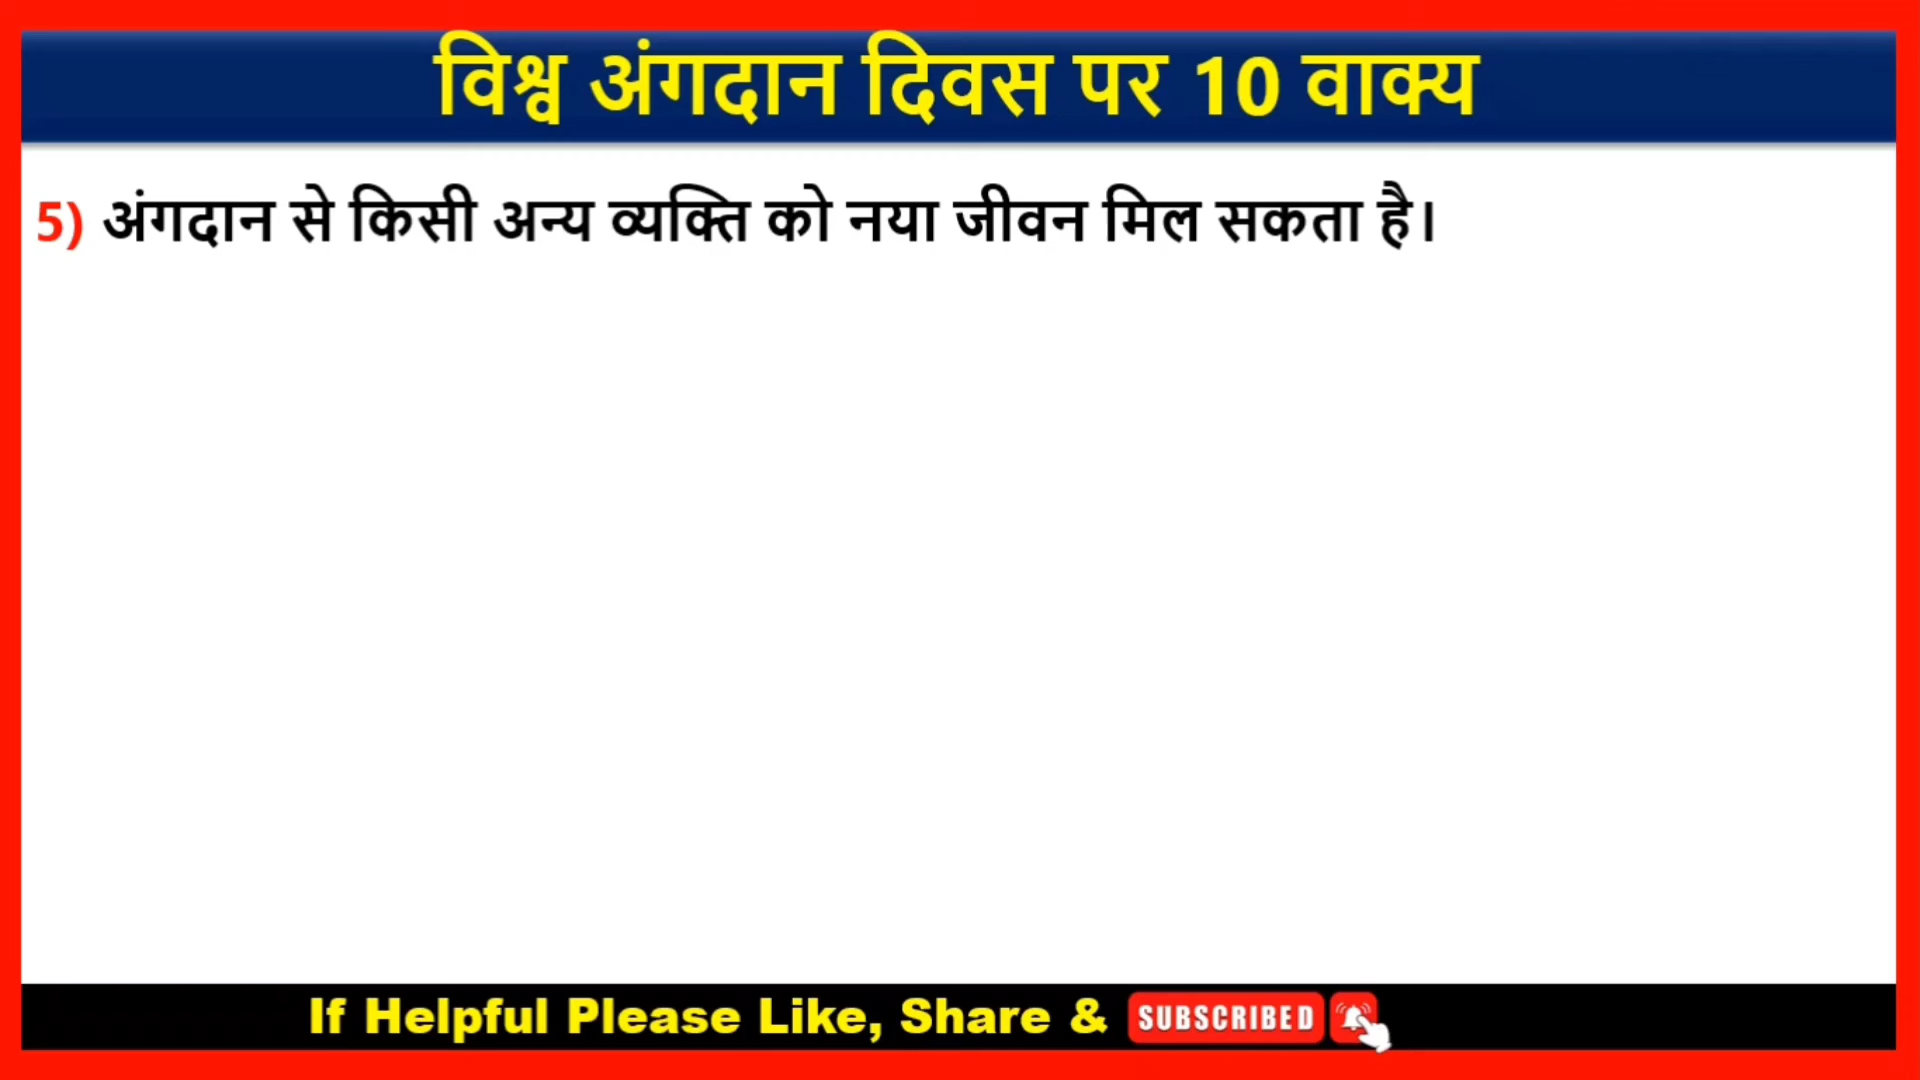 विश्व अंगदान दिवस पर 10 वाक्य
5) अंगदान से किसी अन्य व्यक्ति को नया जीवन मिल सकता है।
If Helpful Please Like, Share & SUBSCRIBED